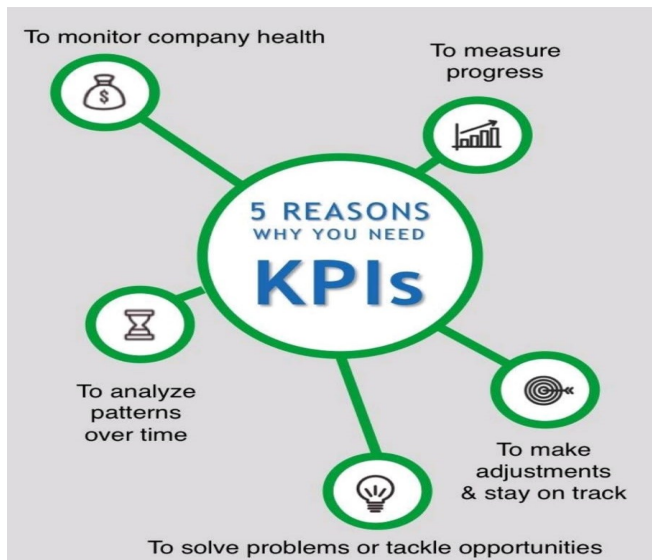 To monitor company health
To measure
progress
$
5 REASONS
WHY YOU NEED
KPIs
To analyze
patterns
over time
To make
adjustments
& stay on track
To solve problems or tackle opportunities